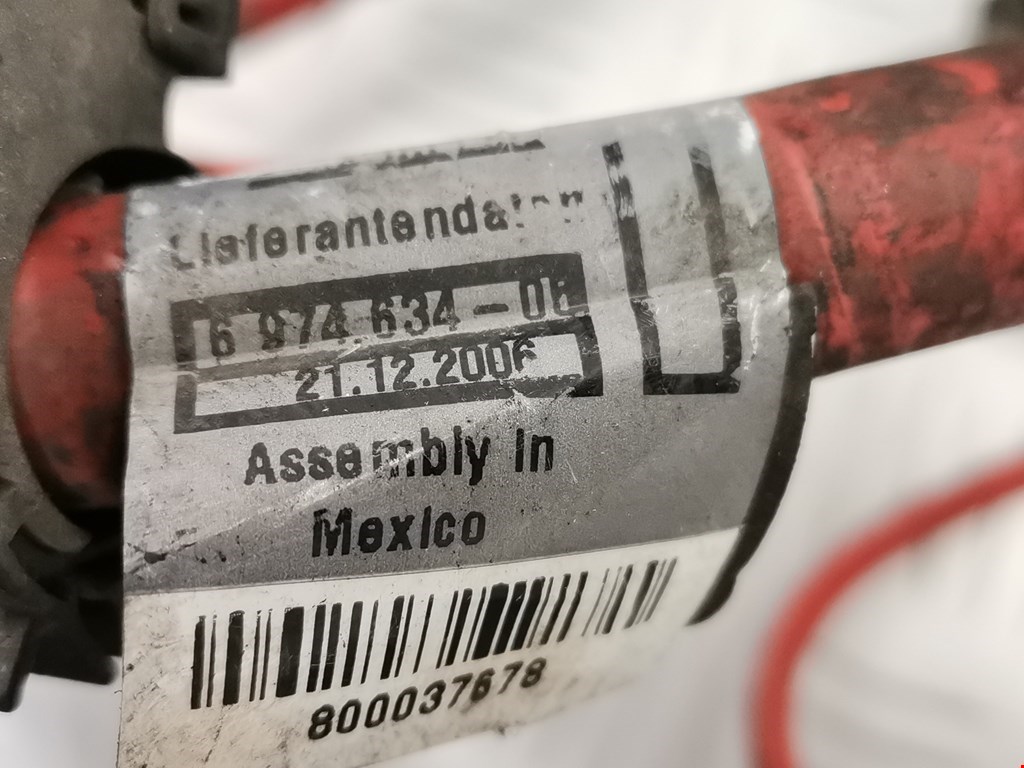 Lieferantendaten
6 974 634-06
21.12.2006
Assembly in
Mexico
800037678